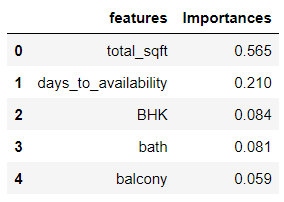 features Importances
0 total_sqft 0.565
1 days_to_availability 0.210
2 BHK 0.084
3 bath 0.081
4 balcony 0.059